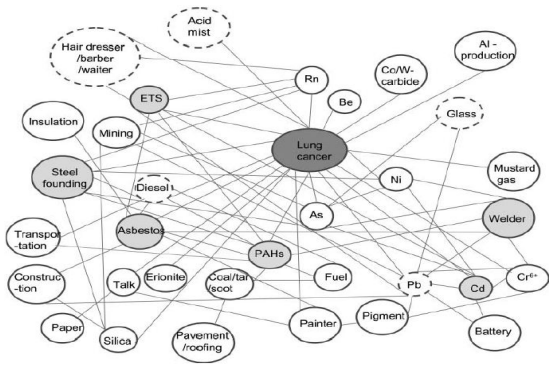 Acid
mist
Hair dresser
/barber
/waiter
Rn
Co/W-
carbide
Al -
production
ETS
Be
Insulation
Mining
Glass
Lung
cancer
Steel
founding
Diesel
Ni
Mustard
gas
As
Welder
Transpor
-tation
Asbestos
PAHs
Construc
-tion
Talk
Erionite
Coal/tar
/soot
Fuel
Pb
Cd
Cr6+
Paper
Silica
Pavement
/roofing
Painter
Pigment
Battery